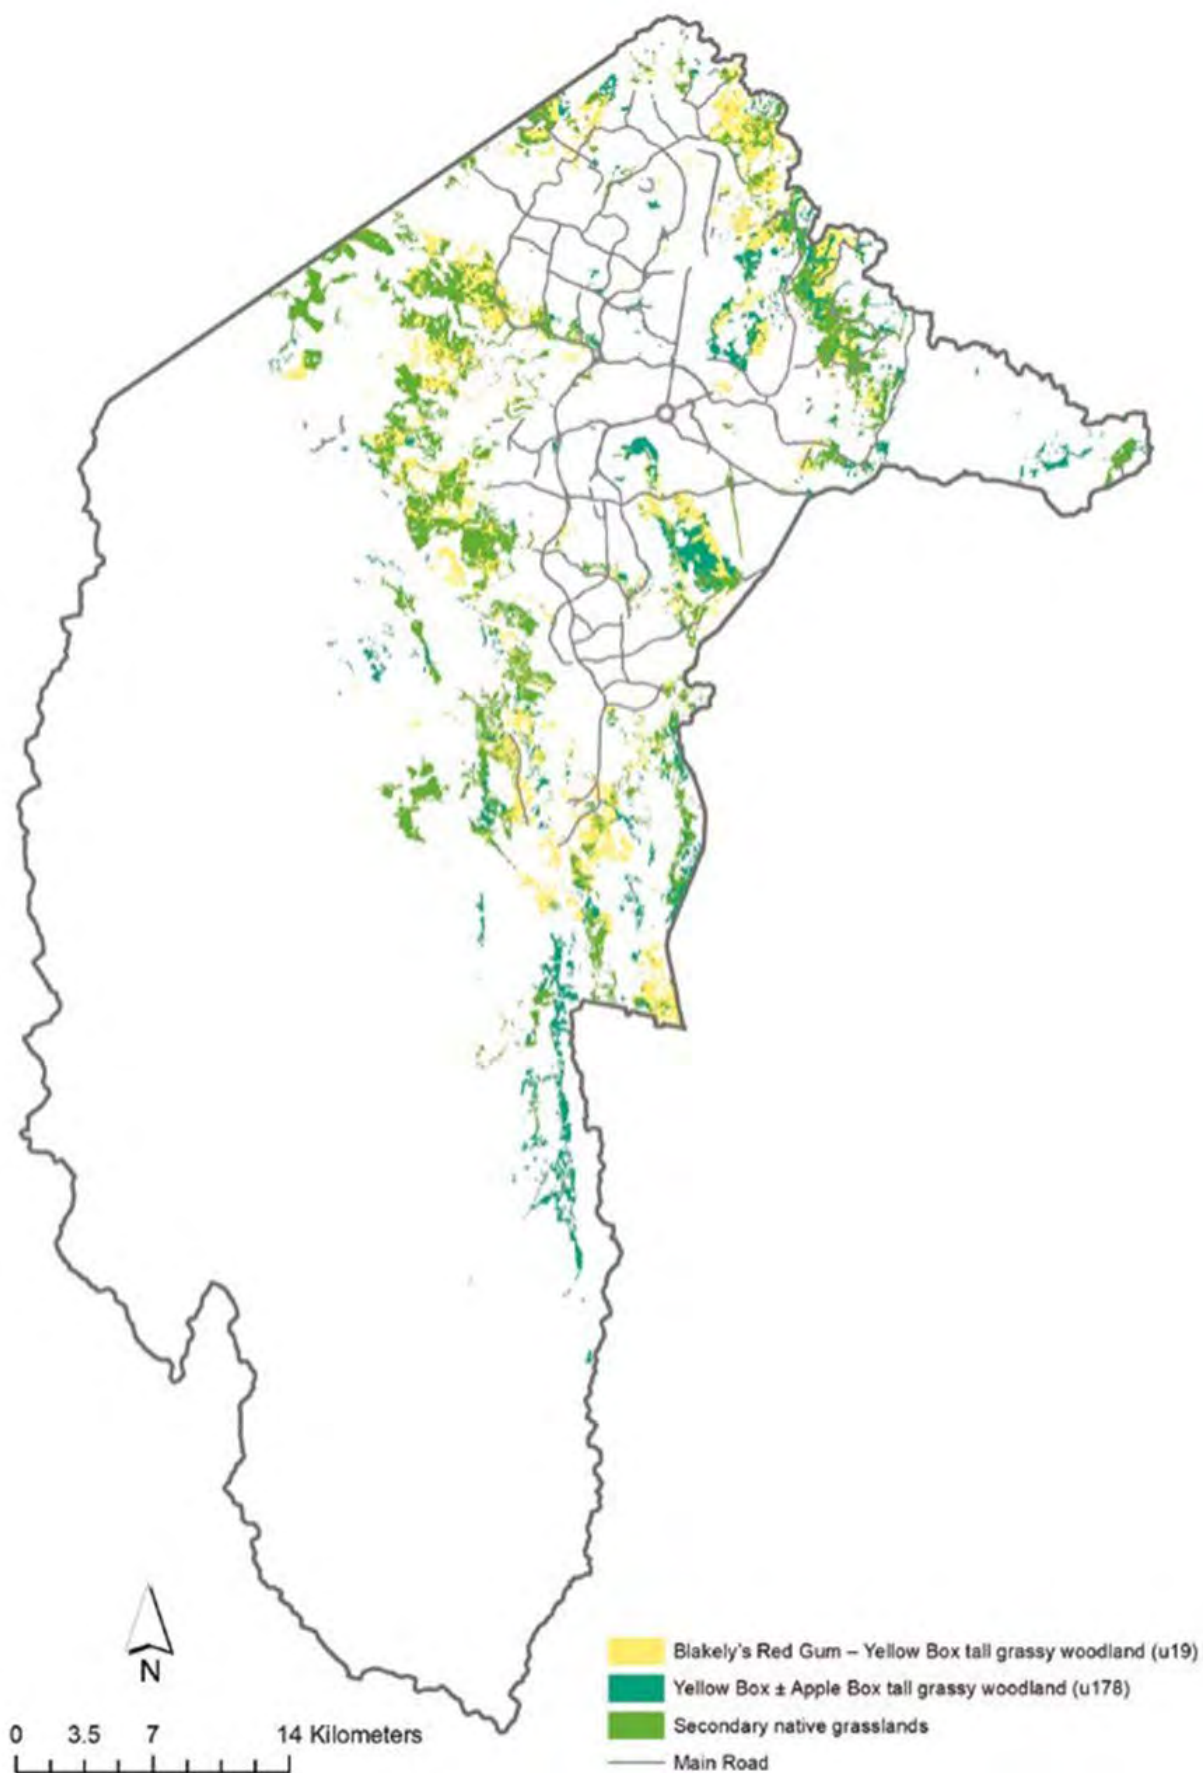 Blakely's Red Gum – Yellow Box tall grassy woodland (u19)
Yellow Box ± Apple Box tall grassy woodland (u178)
Secondary native grasslands
Main Road
N
0 3.5 7 14 Kilometers